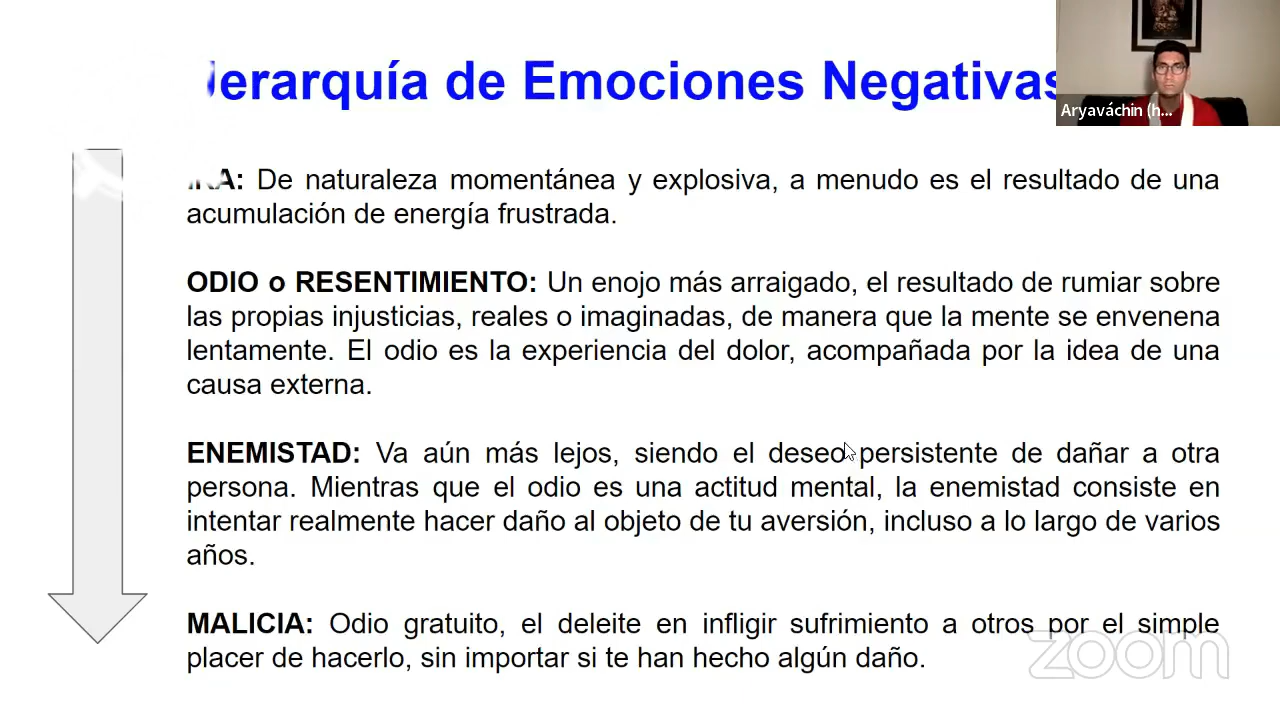 Jerarquía de Emociones Negativas
Aryaváchin (h...
IRA: De naturaleza momentánea y explosiva, a menudo es el resultado de una
acumulación de energía frustrada.
ODIO o RESENTIMIENTO: Un enojo más arraigado, el resultado de rumiar sobre
las propias injusticias, reales o imaginadas, de manera que la mente se envenena
lentamente. El odio es la experiencia del dolor, acompañada por la idea de una
causa externa.
ENEMISTAD: Va aún más lejos, siendo el deseo persistente de dañar a otra
persona. Mientras que el odio es una actitud mental, la enemistad consiste en
intentar realmente hacer daño al objeto de tu aversión, incluso a lo largo de varios
años.
MALICIA: Odio gratuito, el deleite en infligir sufrimiento a otros por el simple
placer de hacerlo, sin importar si te han hecho algún daño.
zoom